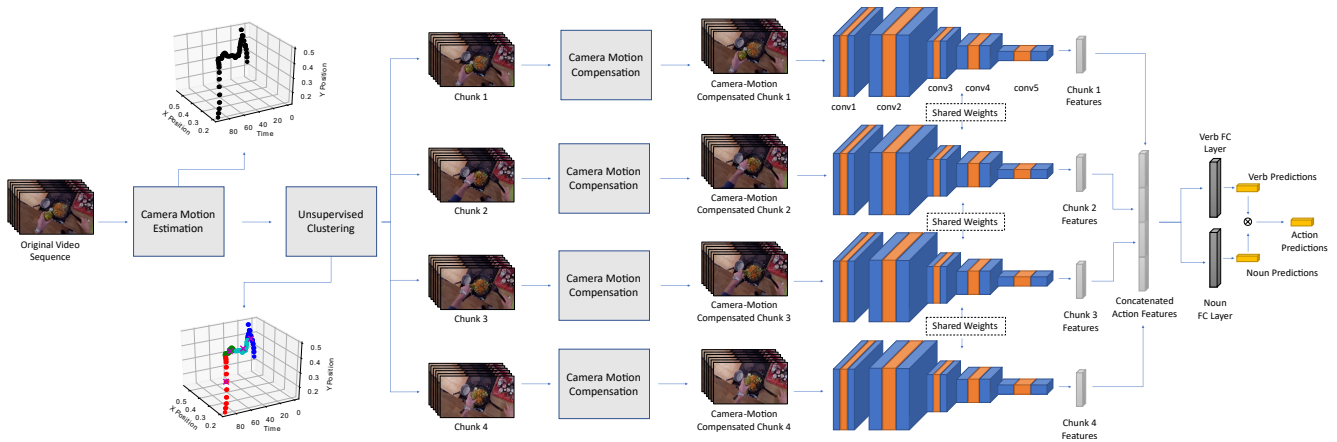 0.5
0.4
0.3
0.2
Y Position
0.5
0.4
0.3
0.2
X Position
80
60
40
20
0
Time
Original Video
Sequence
Camera Motion
Estimation
Unsupervised
Clustering
0.5
0.4
0.3
0.2
Y Position
0.5
0.4
0.3
0.2
X Position
80
60
40
20
0
Time
Chunk 1
Camera Motion
Compensation
Camera-Motion
Compensated Chunk 1
conv1
conv2
conv3
conv4
conv5
Chunk 1
Features
Shared Weights
Chunk 2
Camera Motion
Compensation
Camera-Motion
Compensated Chunk 2
Chunk 2
Features
Shared Weights
Chunk 3
Camera Motion
Compensation
Camera-Motion
Compensated Chunk 3
Chunk 3
Features
Shared Weights
Chunk 4
Camera Motion
Compensation
Camera-Motion
Compensated Chunk 4
Chunk 4
Features
Concatenated
Action Features
Verb FC
Layer
Verb Predictions
Action
Predictions
Noun Predictions
Noun
FC Layer